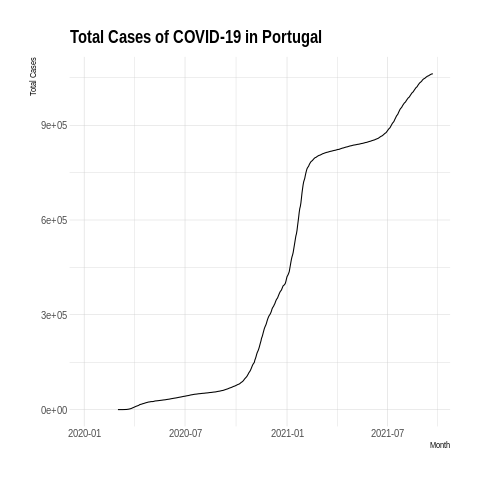 Total Cases of COVID-19 in Portugal
Total Cases
9e+05
6e+05
3e+05
0e+00
2020-01 2020-07 2021-01 2021-07
Month